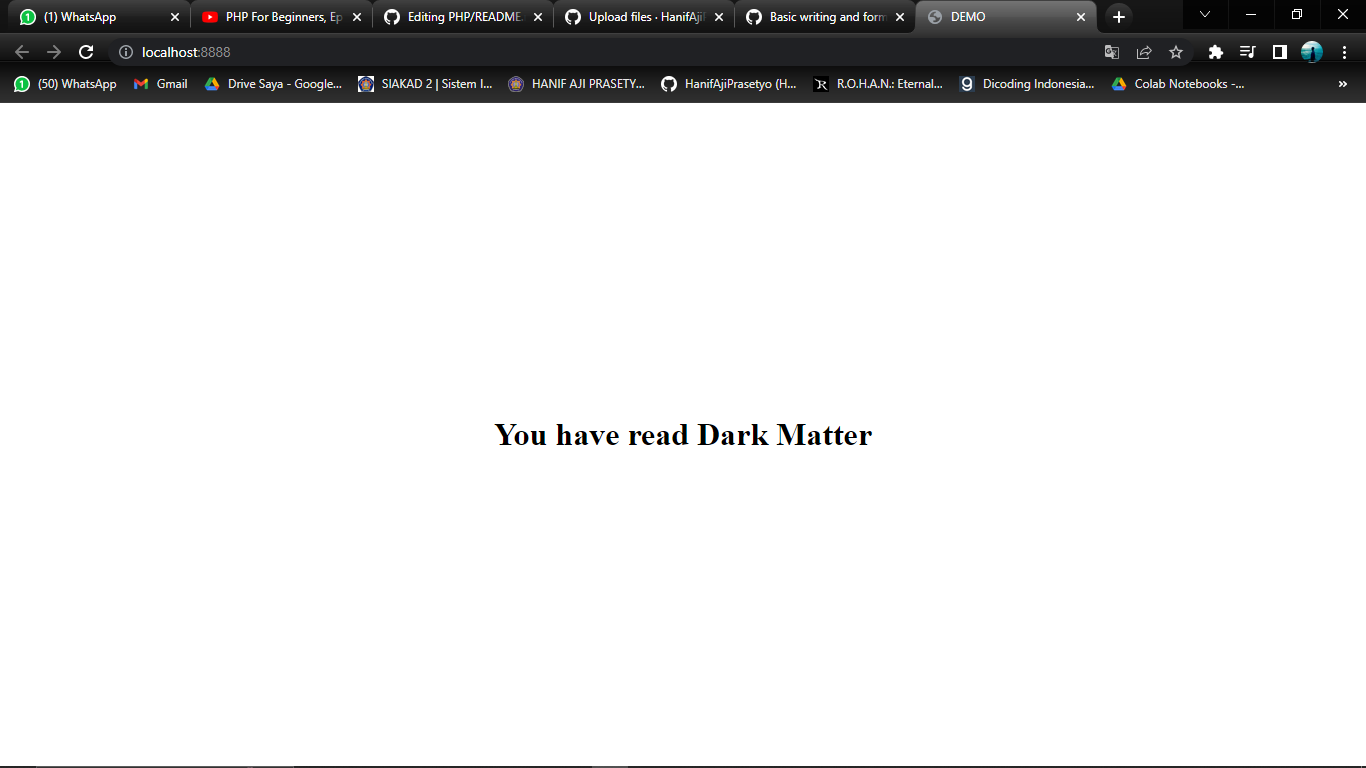 (1) WhatsApp
PHP For Beginners, Ep
Editing PHP/README.
Upload files · HanifAjiF
Basic writing and form
DEMO
localhost:8888
(50) WhatsApp
Gmail
Drive Saya - Google...
SIAKAD 2 | Sistem I...
HANIF AJI PRASETY...
HanifAjiPrasetyo (H...
R.O.H.A.N.: Eternal...
Dicoding Indonesia...
Colab Notebooks -...
You have read Dark Matter